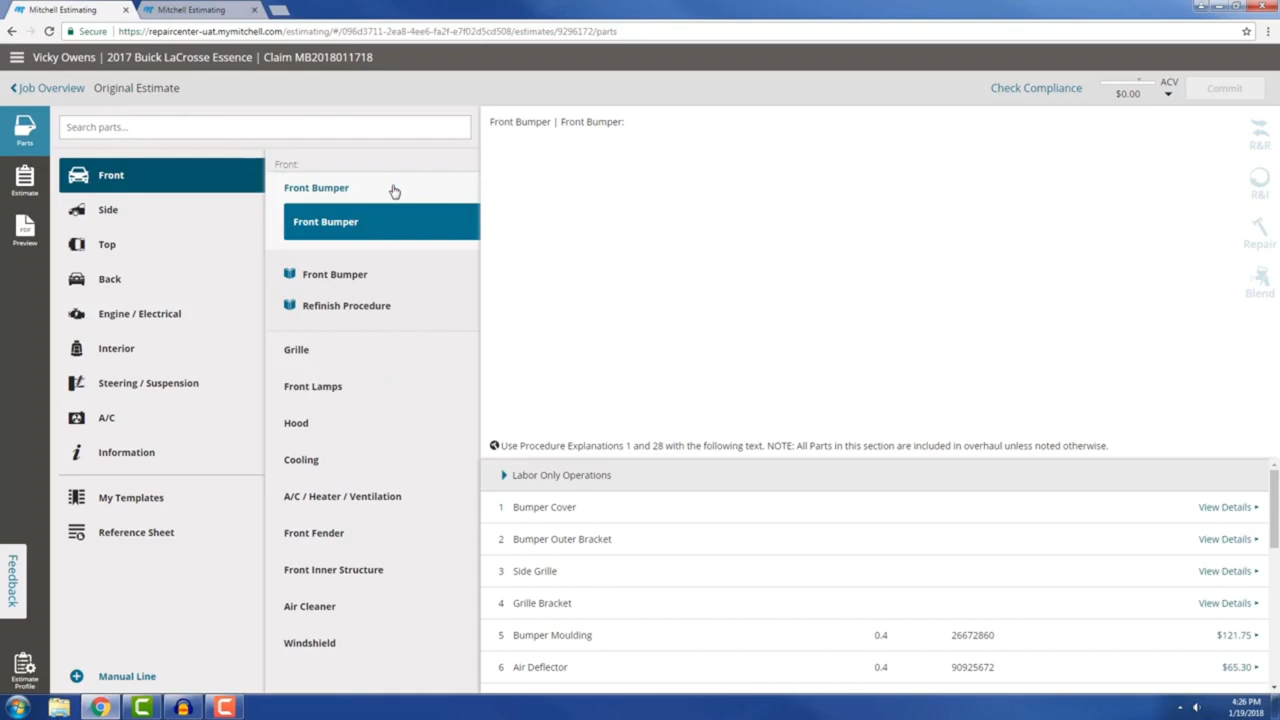 Mitchell Estimating
Mitchell Estimating
Secure
https://repaircenter-uat.mymitchell.com/estimating/#/096d3711-2ea8-4ee6-fa2f-e7f02d5cd508/estimates/9296172/parts
Vicky Owens | 2017 Buick LaCrosse Essence | Claim MB2018011718
Job Overview
Original Estimate
Check Compliance
$0.00
ACV
Commit
Parts
Estimate
PDF
Preview
Feedback
Estimate
Profile
Search parts...
Front
Side
Top
Back
Engine / Electrical
Interior
Steering / Suspension
A/C
Information
My Templates
Reference Sheet
Manual Line
Front:
Front Bumper
Front Bumper
Front Bumper
Refinish Procedure
Grille
Front Lamps
Hood
Cooling
A/C / Heater / Ventilation
Front Fender
Front Inner Structure
Air Cleaner
Windshield
Front Bumper | Front Bumper:
R&R
R&I
Repair
Blend
Use Procedure Explanations 1 and 28 with the following text. NOTE: All Parts in this section are included in overhaul unless noted otherwise.
Labor Only Operations
1 Bumper Cover View Details
2 Bumper Outer Bracket View Details
3 Side Grille View Details
4 Grille Bracket View Details
5 Bumper Moulding 0.4 26672860 $121.75
6 Air Deflector 0.4 90925672 $65.30
4:26 PM
1/19/2018